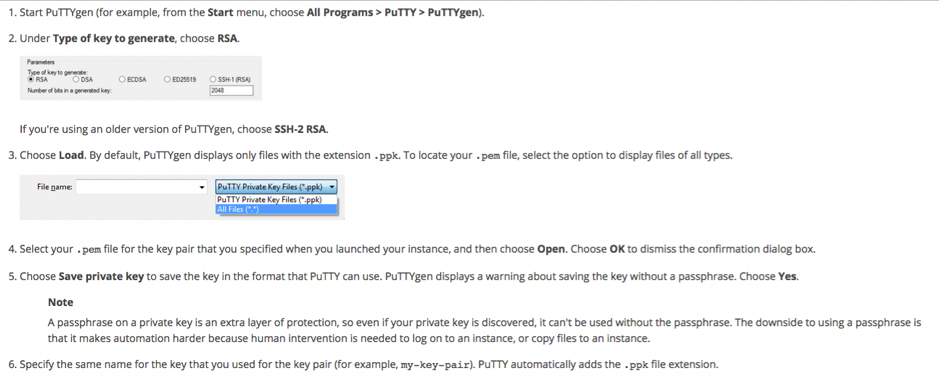 1. Start PuTTYgen (for example, from the Start menu, choose All Programs > PuTTY > PuTTYgen).
2. Under Type of key to generate, choose RSA.
Parameters
Type of key to generate:
RSA DSA ECDSA ED25519 SSH-1 (RSA)
Number of bits in a generated key: 2048
If you're using an older version of PuTTYgen, choose SSH-2 RSA.
3. Choose Load. By default, PuTTYgen displays only files with the extension .ppk. To locate your .pem file, select the option to display files of all types.
File name: PuTTY Private Key Files (*.ppk)
PuTTY Private Key Files (*.ppk)
All Files (*.*)
4. Select your .pem file for the key pair that you specified when you launched your instance, and then choose Open. Choose OK to dismiss the confirmation dialog box.
5. Choose Save private key to save the key in the format that PuTTY can use. PuTTYgen displays a warning about saving the key without a passphrase. Choose Yes.
Note
A passphrase on a private key is an extra layer of protection, so even if your private key is discovered, it can't be used without the passphrase. The downside to using a passphrase is
that it makes automation harder because human intervention is needed to log on to an instance, or copy files to an instance.
6. Specify the same name for the key that you used for the key pair (for example, my-key-pair). PuTTY automatically adds the .ppk file extension.